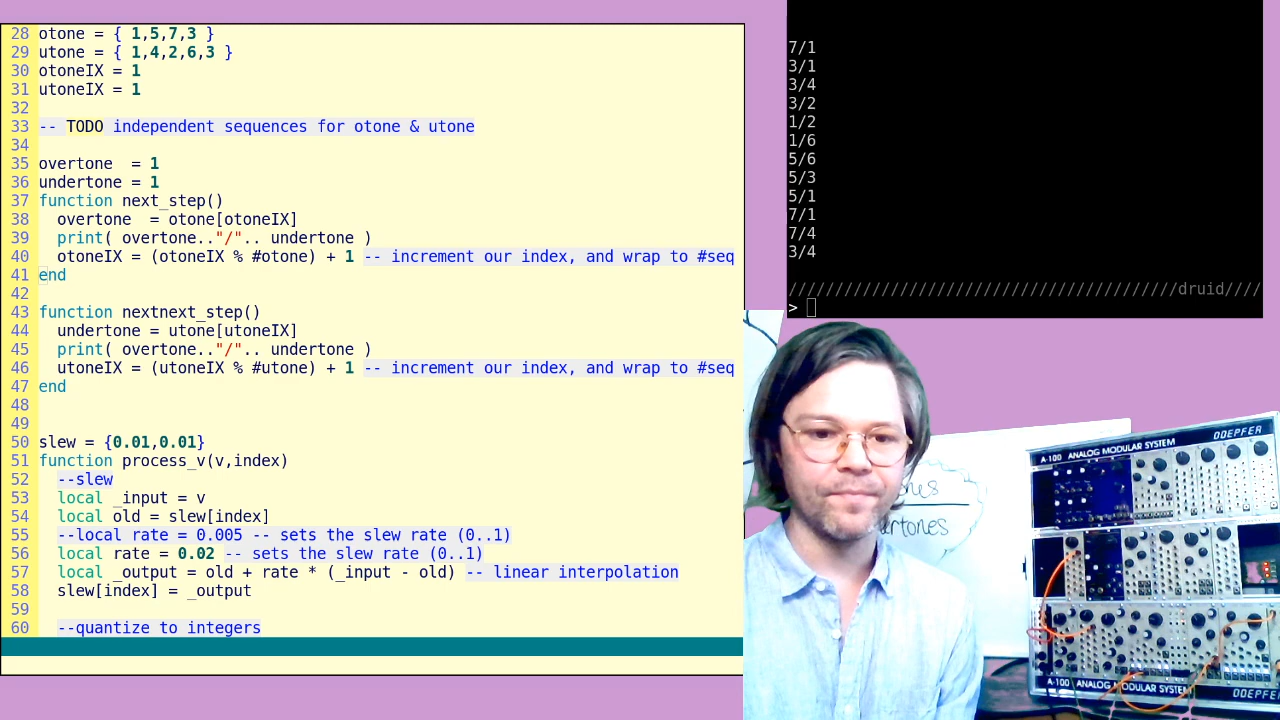 28 otone = { 1,5,7,3 }
29 utone = { 1,4,2,6,3 }
30 otoneIX = 1
31 utoneIX = 1
32
33 -- TODO independent sequences for otone & utone
34
35 overtone  = 1
36 undertone = 1
37 function next_step()
38   overtone  = otone[otoneIX]
39   print( overtone.."/".. undertone )
40   otoneIX = (otoneIX % #otone) + 1 -- increment our index, and wrap to #seq
41 end
42
43 function nextnext_step()
44   undertone = utone[utoneIX]
45   print( overtone.."/".. undertone )
46   utoneIX = (utoneIX % #utone) + 1 -- increment our index, and wrap to #seq
47 end
48
49
50 slew = {0.01,0.01}
51 function process_v(v,index)
52   --slew
53   local _input = v
54   local old = slew[index]
55   --local rate = 0.005 -- sets the slew rate (0..1)
56   local rate = 0.02 -- sets the slew rate (0..1)
57   local _output = old + rate * (_input - old) -- linear interpolation
58   slew[index] = _output
59
60   --quantize to integers
7/1
3/1
3/4
3/2
1/2
1/6
5/6
5/3
5/1
7/1
7/4
3/4
//////////////////////////////////////////druid////
>
A-100 ANALOG MODULAR SYSTEM
DOEPFER
A-100 ANALOG MODULAR SYSTEM
DOEPFER